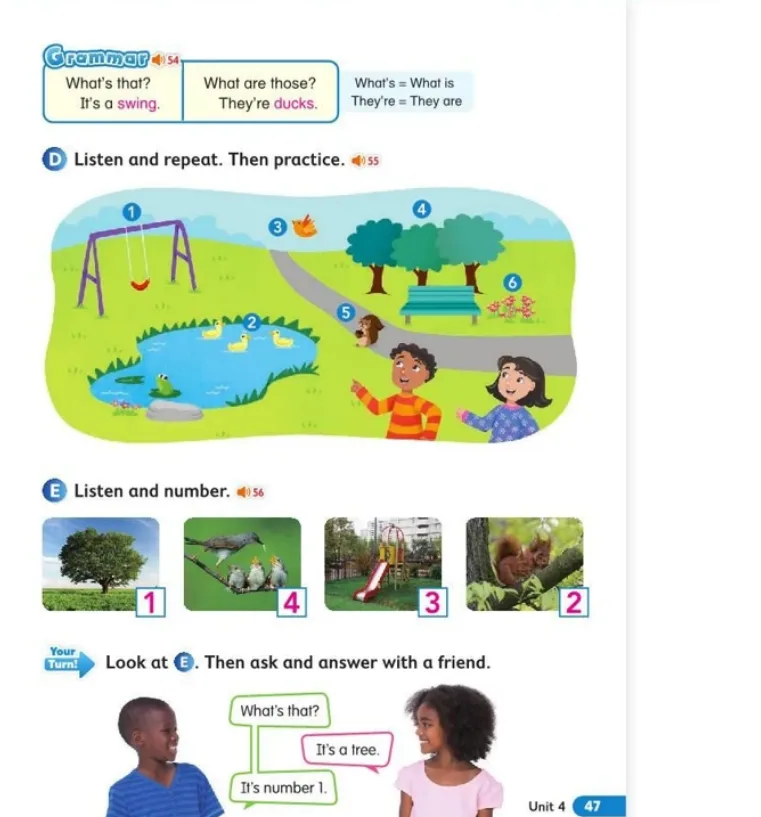 Grammar 54
What's that?
It's a swing.
What are those?
They're ducks.
What's = What is
They're = They are
D Listen and repeat. Then practice. 55
1
3
4
6
5
2
E Listen and number. 56
1
4
3
2
Your
Turn!
Look at E. Then ask and answer with a friend.
What's that?
It's a tree.
It's number 1.
Unit 4 47